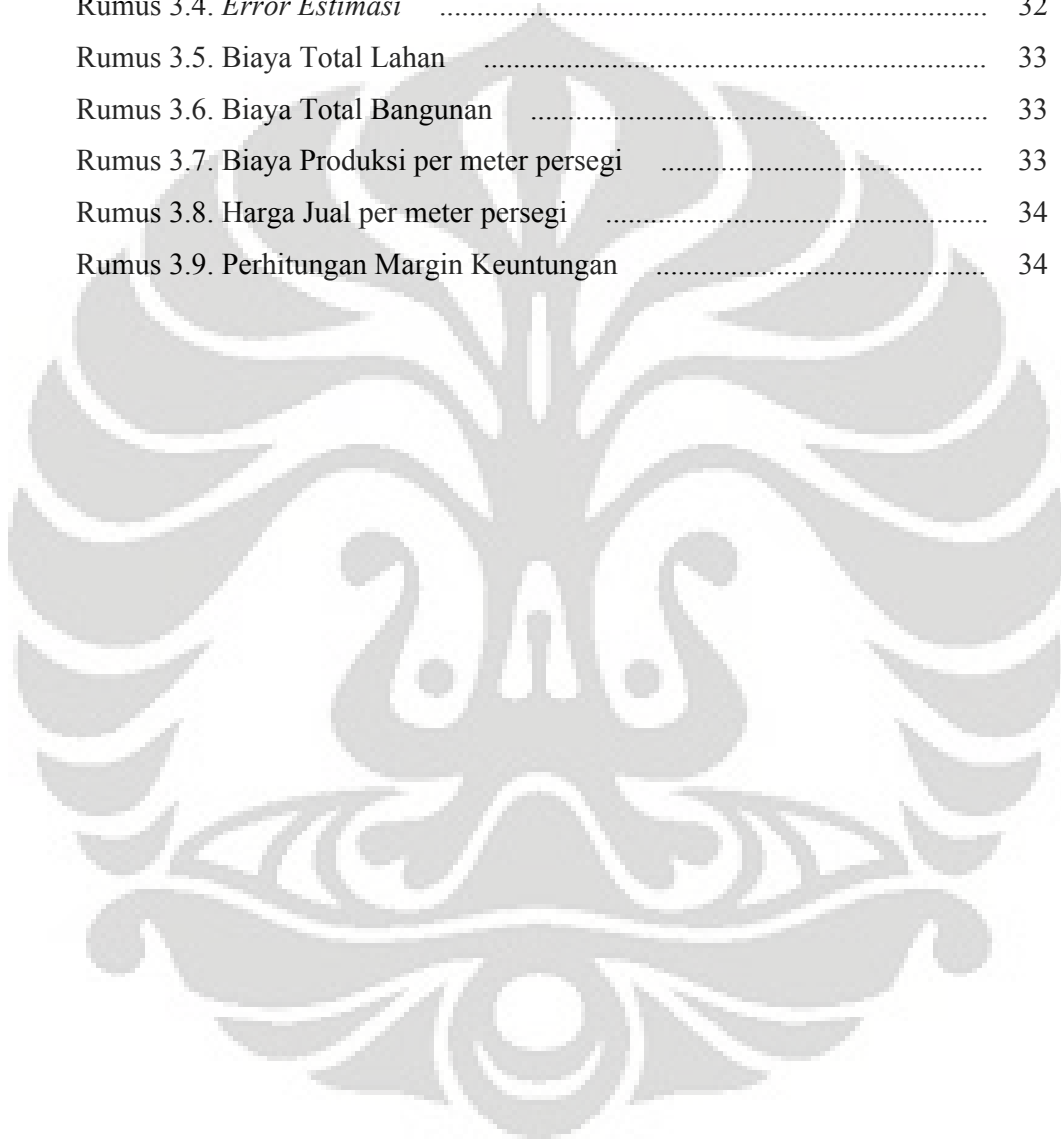 Rumus 3.4. Error Estimasi ........................................................................ 32
Rumus 3.5. Biaya Total Lahan .................................................................. 33
Rumus 3.6. Biaya Total Bangunan ............................................................ 33
Rumus 3.7. Biaya Produksi per meter persegi .......................................... 33
Rumus 3.8. Harga Jual per meter persegi .................................................. 34
Rumus 3.9. Perhitungan Margin Keuntungan ........................................... 34